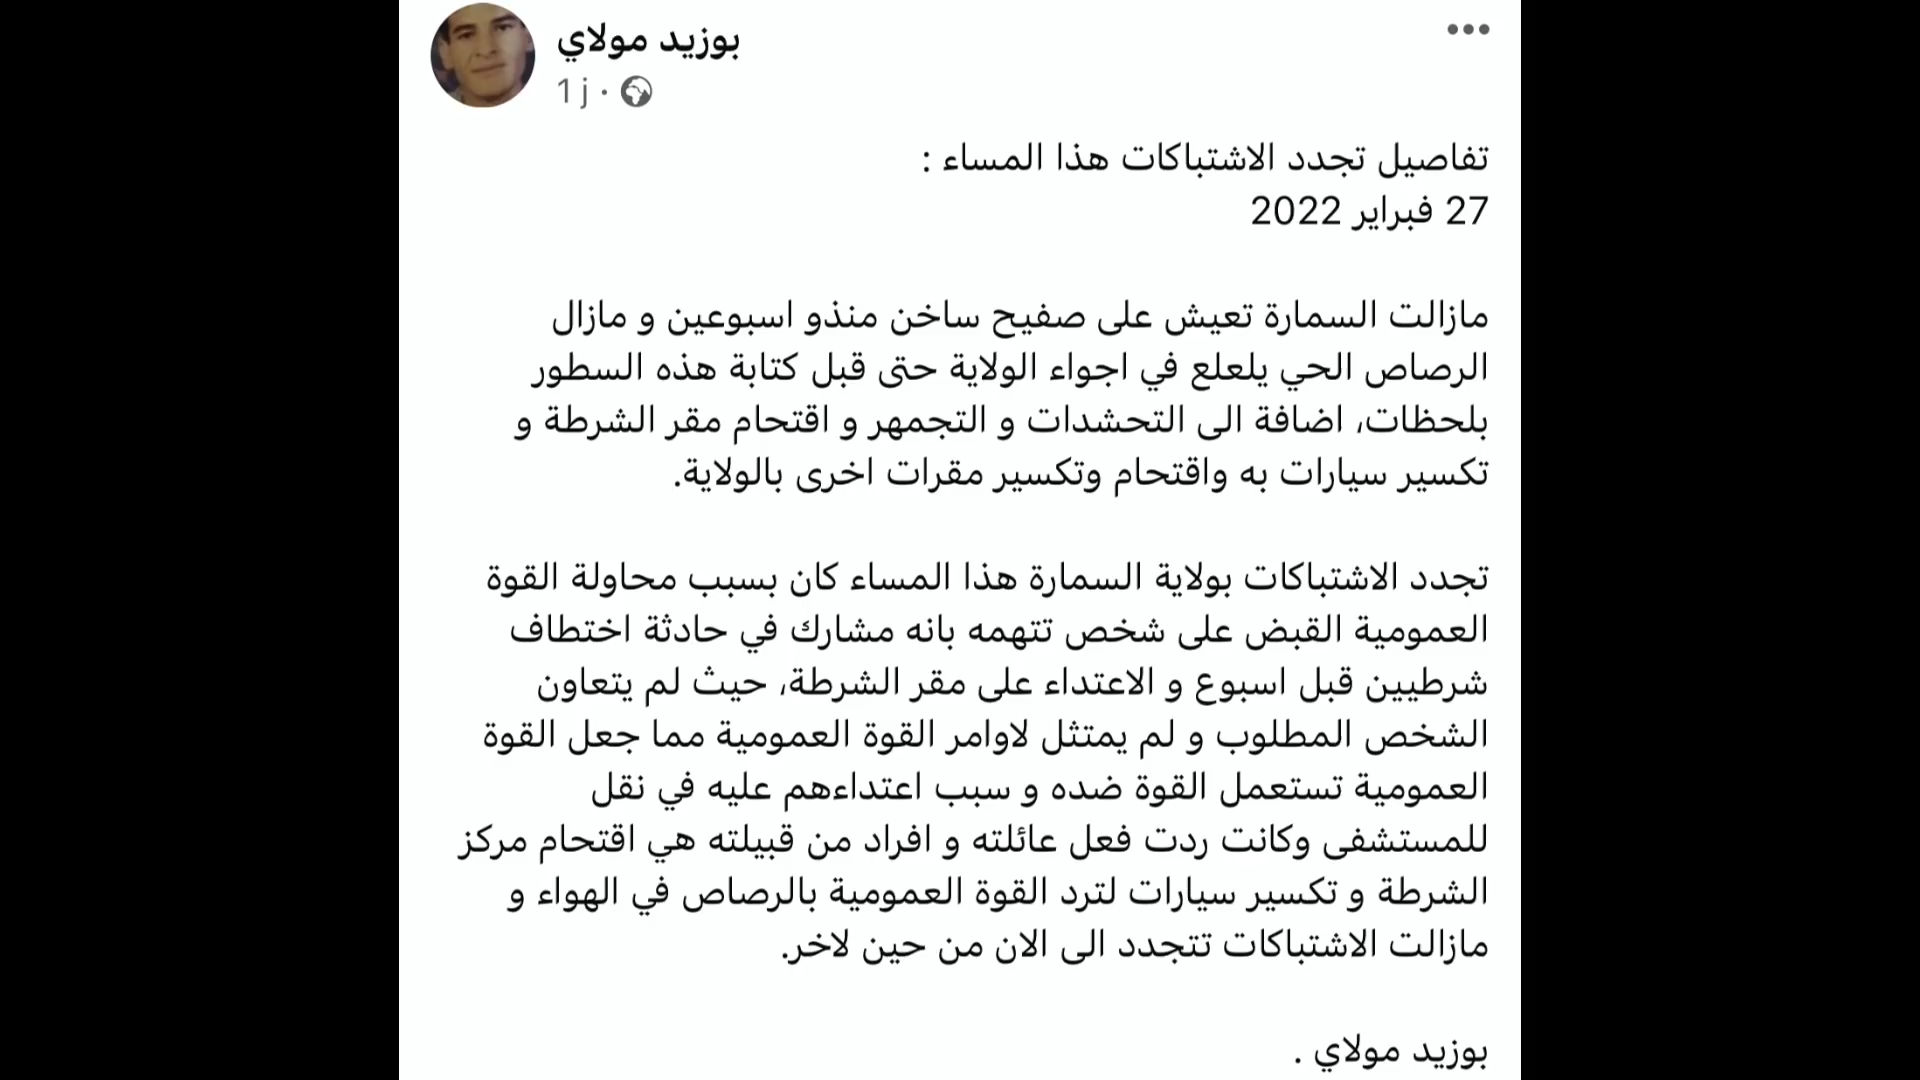 بوزيد مولاي
1 j ·
تفاصيل تجدد الاشتباكات هذا المساء :
27 فبراير 2022
مازالت السمارة تعيش على صفيح ساخن منذو اسبوعين و مازال
الرصاص الحي يلعلع في اجواء الولاية حتى قبل كتابة هذه السطور
بلحظات، اضافة الى التحشدات و التجمهر و اقتحام مقر الشرطة و
تكسير سيارات به واقتحام وتكسير مقرات اخرى بالولاية.
تجدد الاشتباكات بولاية السمارة هذا المساء كان بسبب محاولة القوة
العمومية القبض على شخص تتهمه بانه مشارك في حادثة اختطاف
شرطيين قبل اسبوع و الاعتداء على مقر الشرطة، حيث لم يتعاون
الشخص المطلوب و لم يمتثل لاوامر القوة العمومية مما جعل القوة
العمومية تستعمل القوة ضده و سبب اعتداءهم عليه في نقل
للمستشفى وكانت ردت فعل عائلته و افراد من قبيلته هي اقتحام مركز
الشرطة و تكسير سيارات لترد القوة العمومية بالرصاص في الهواء و
مازالت الاشتباكات تتجدد الى الان من حين لاخر.
بوزيد مولاي .